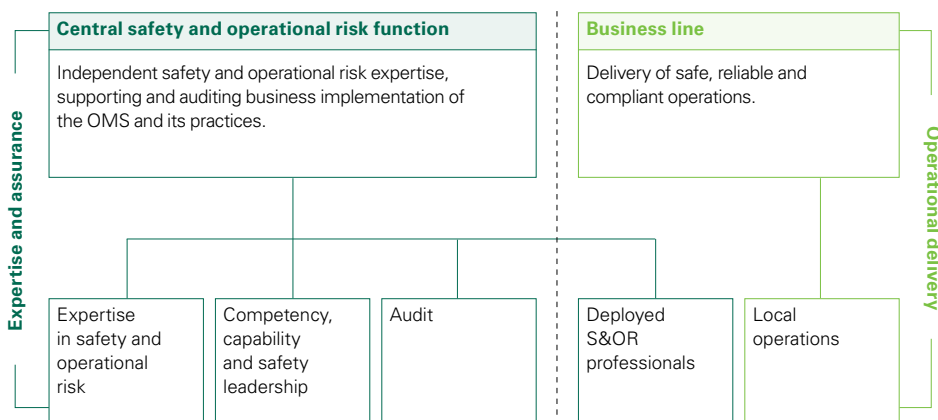 Central safety and operational risk function
Independent safety and operational risk expertise,
supporting and auditing business implementation of
the OMS and its practices.
Business line
Delivery of safe, reliable and
compliant operations.
Expertise and assurance
Operational delivery
Expertise
in safety and
operational
risk
Competency,
capability
and safety
leadership
Audit
Deployed
S&OR
professionals
Local
operations